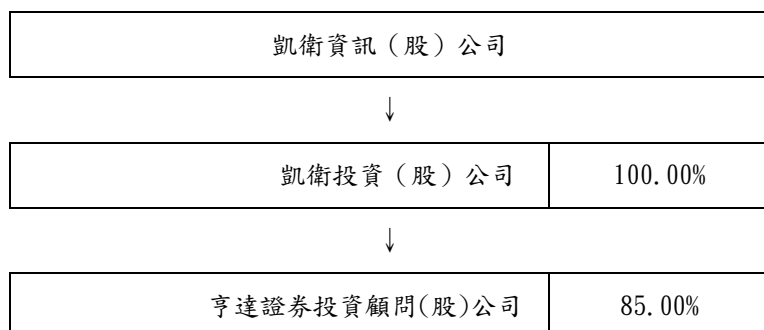 凱衛資訊（股）公司
↓
凱衛投資（股）公司 100.00%
↓
亨達證券投資顧問(股)公司 85.00%